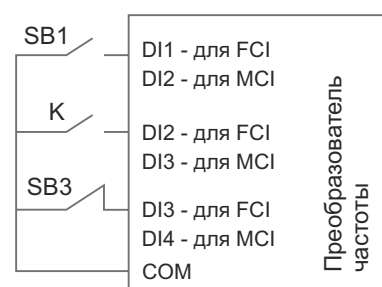 SB1
DI1 - для FCI
DI2 - для MCI
K
DI2 - для FCI
DI3 - для MCI
SB3
DI3 - для FCI
DI4 - для MCI
COM
Преобразователь
частоты